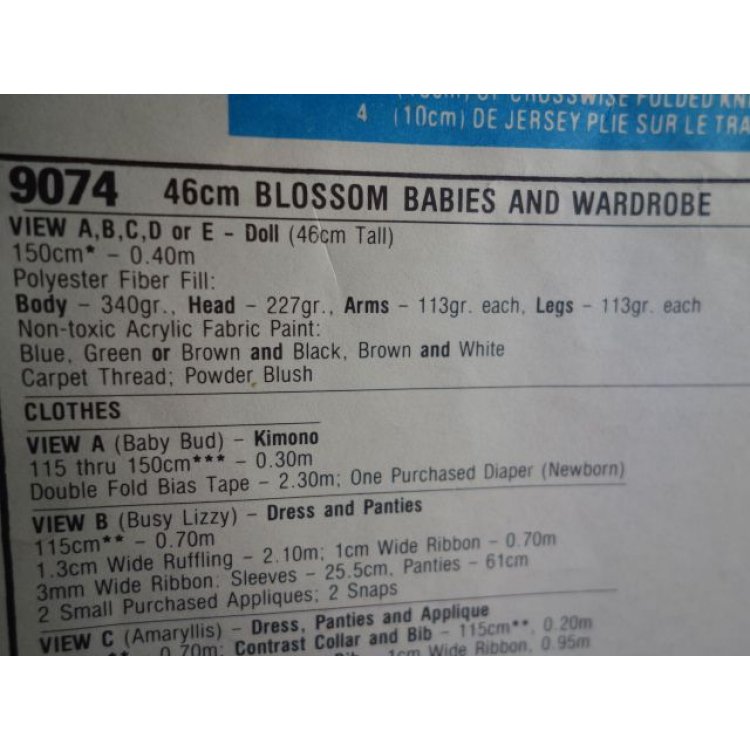 CROSSWISE FOLDED KN
4 (10cm) DE JERSEY PLIE SUR LE TRA
9074 46cm BLOSSOM BABIES AND WARDROBE
VIEW A,B,C,D or E - Doll (46cm Tall)
150cm* - 0.40m
Polyester Fiber Fill:
Body - 340gr., Head - 227gr., Arms - 113gr. each, Legs - 113gr. each
Non-toxic Acrylic Fabric Paint:
Blue, Green or Brown and Black, Brown and White
Carpet Thread; Powder Blush
CLOTHES
VIEW A (Baby Bud) - Kimono
115 thru 150cm*** - 0.30m
Double Fold Bias Tape - 2.30m; One Purchased Diaper (Newborn)
VIEW B (Busy Lizzy) - Dress and Panties
115cm** - 0.70m
1.3cm Wide Ruffling - 2.10m; 1cm Wide Ribbon - 0.70m
3mm Wide Ribbon: Sleeves - 25.5cm, Panties - 61cm
2 Small Purchased Appliques; 2 Snaps
VIEW C (Amaryllis) - Dress, Panties and Applique
0.70m; Contrast Collar and Bib - 115cm**, 0.20m
1cm Wide Ribbon, 0.95m